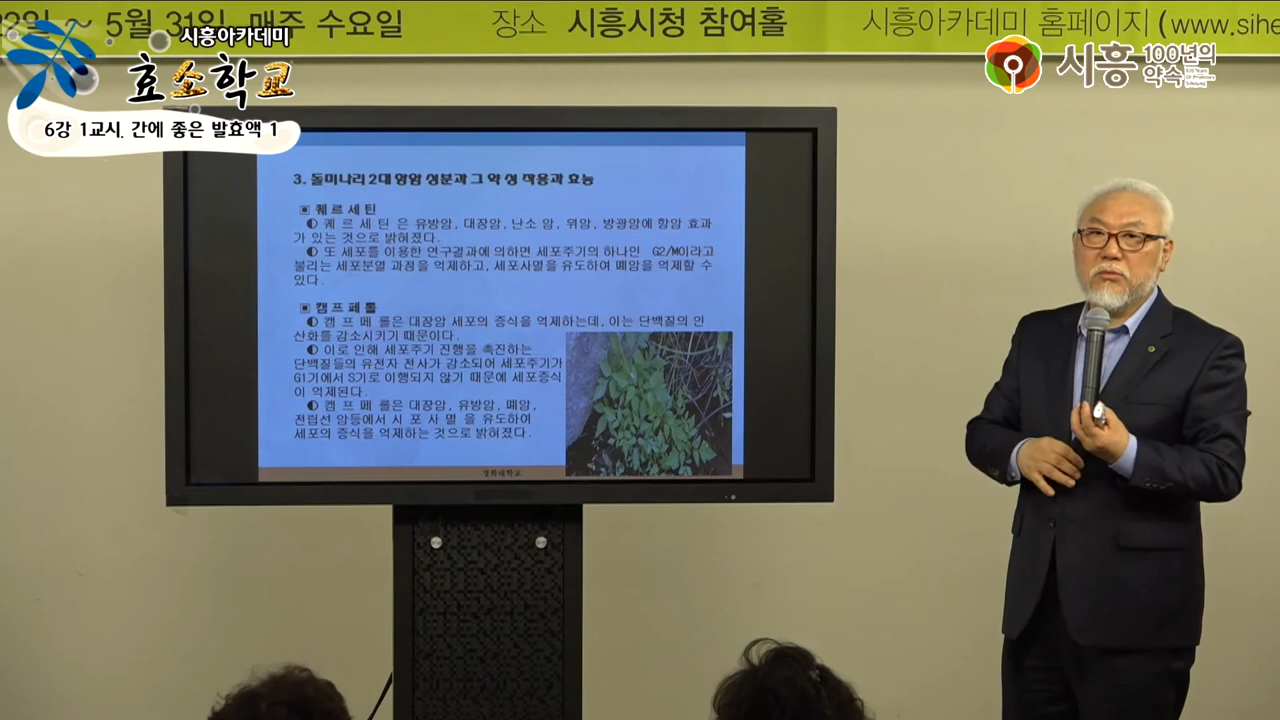 ~ 5월 31일 매주 수요일 장소 시흥시청 참여홀 시흥아카데미 홈페이지 (www.sihe
시흥아카데미
효소학교
6강 1교시. 간에 좋은 발효액 1
시흥 100년의
약속
3. 돌미나리 2대 항암 성분과 그 약 성 작용과 효능
▣ 퀘 르 세 틴
◐ 퀘 르 세 틴 은 유방암, 대장암, 난소 암, 위암, 방광암에 항암 효과
가 있는 것으로 밝혀졌다.
◐ 또 세포를 이용한 연구결과에 의하면 세포주기의 하나인 G2/M0이라고
불리는 세포분열 과정을 억제하고, 세포사멸을 유도하여 폐암을 억제할 수
있다.
▣ 캠 프 페 롤
◐ 캠 프 페 롤은 대장암 세포의 증식을 억제하는데, 이는 단백질의 인
산화를 감소시키기 때문이다.
◐ 이로 인해 세포주기 진행을 촉진하는
단백질들의 유전자 전사가 감소되어 세포주기가
G1기에서 S기로 이행되지 않기 때문에 세포증식
이 억제된다.
◐ 캠 프 페 롤은 대장암, 유방암, 폐암,
전립선 암등에서 시 포 사 멸 을 유도하여
세포의 증식을 억제하는 것으로 밝혀졌다.
경희대학교